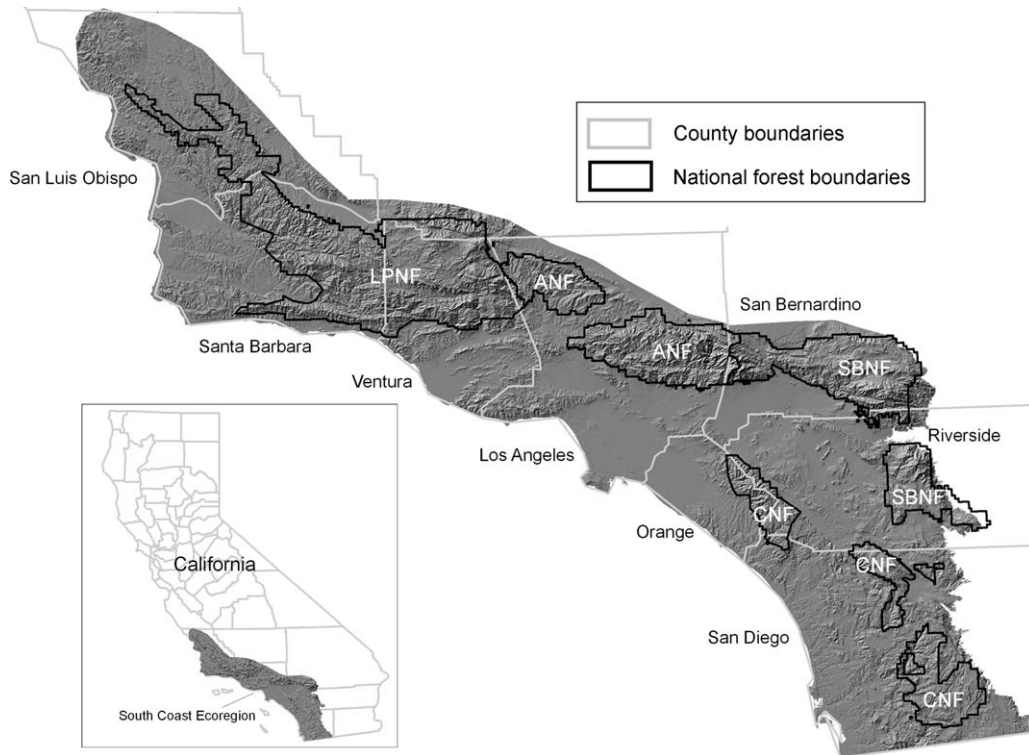 County boundaries
National forest boundaries
San Luis Obispo
LPNF
ANF
San Bernardino
Santa Barbara
ANF
SBNF
Ventura
Riverside
Los Angeles
SBNF
CNF
Orange
CNF
San Diego
CNF
California
South Coast Ecoregion